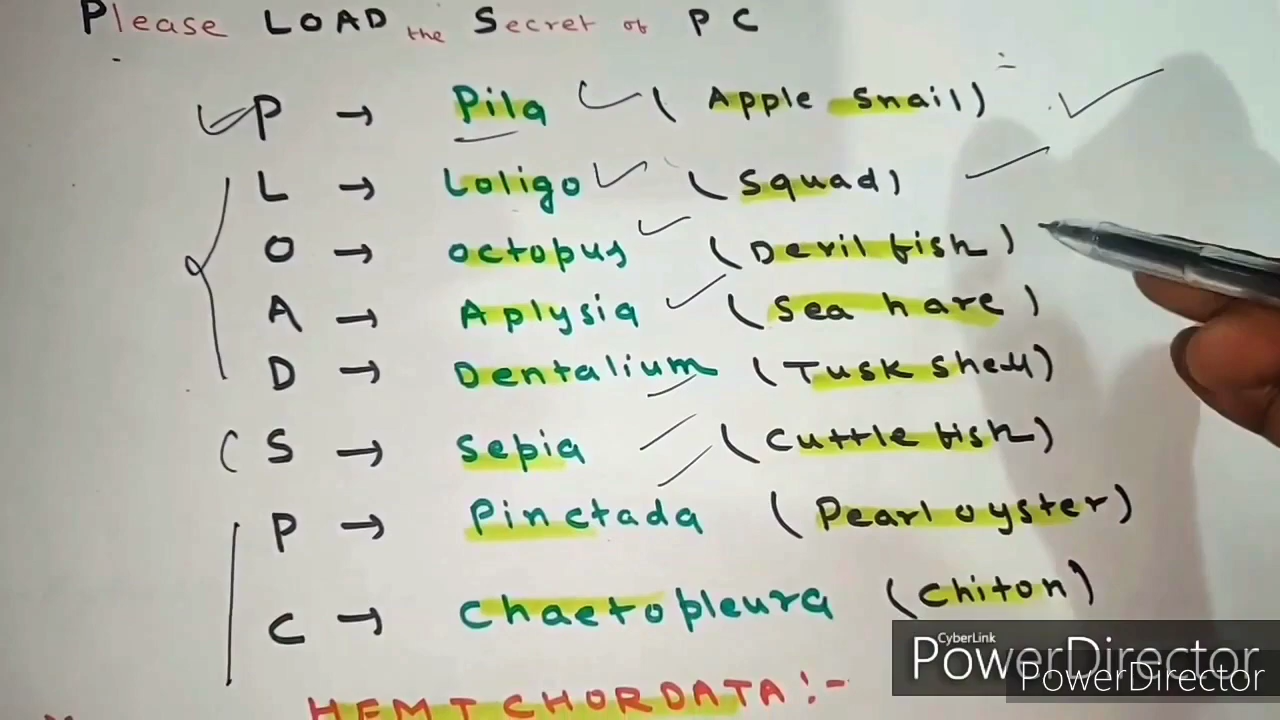 Please LOAD the Secret of PC
P → Pila (Apple Snail)
L → Loligo (Squad)
O → Octopus (Devil fish)
A → Aplysia (Sea hare)
D → Dentalium (Tusk shell)
S → Sepia (Cuttle fish)
P → Pinctada (Pearl oyster)
C → Chaetopleura (Chiton)
HEMICHORDATA :-
CyberLink
PowerDirector
PowerDirector